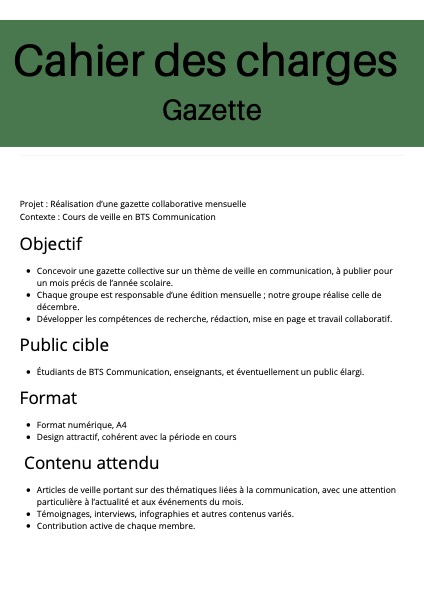 Cahier des charges
Gazette
Projet : Réalisation d'une gazette collaborative mensuelle
Contexte : Cours de veille en BTS Communication
Objectif
• Concevoir une gazette collective sur un thème de veille en communication, à publier pour
un mois précis de l'année scolaire.
• Chaque groupe est responsable d'une édition mensuelle ; notre groupe réalise celle de
décembre.
• Développer les compétences de recherche, rédaction, mise en page et travail collaboratif.
Public cible
• Étudiants de BTS Communication, enseignants, et éventuellement un public élargi.
Format
• Format numérique, A4
• Design attractif, cohérent avec la période en cours
Contenu attendu
• Articles de veille portant sur des thématiques liées à la communication, avec une attention
particulière à l'actualité et aux événements du mois.
• Témoignages, interviews, infographies et autres contenus variés.
• Contribution active de chaque membre.